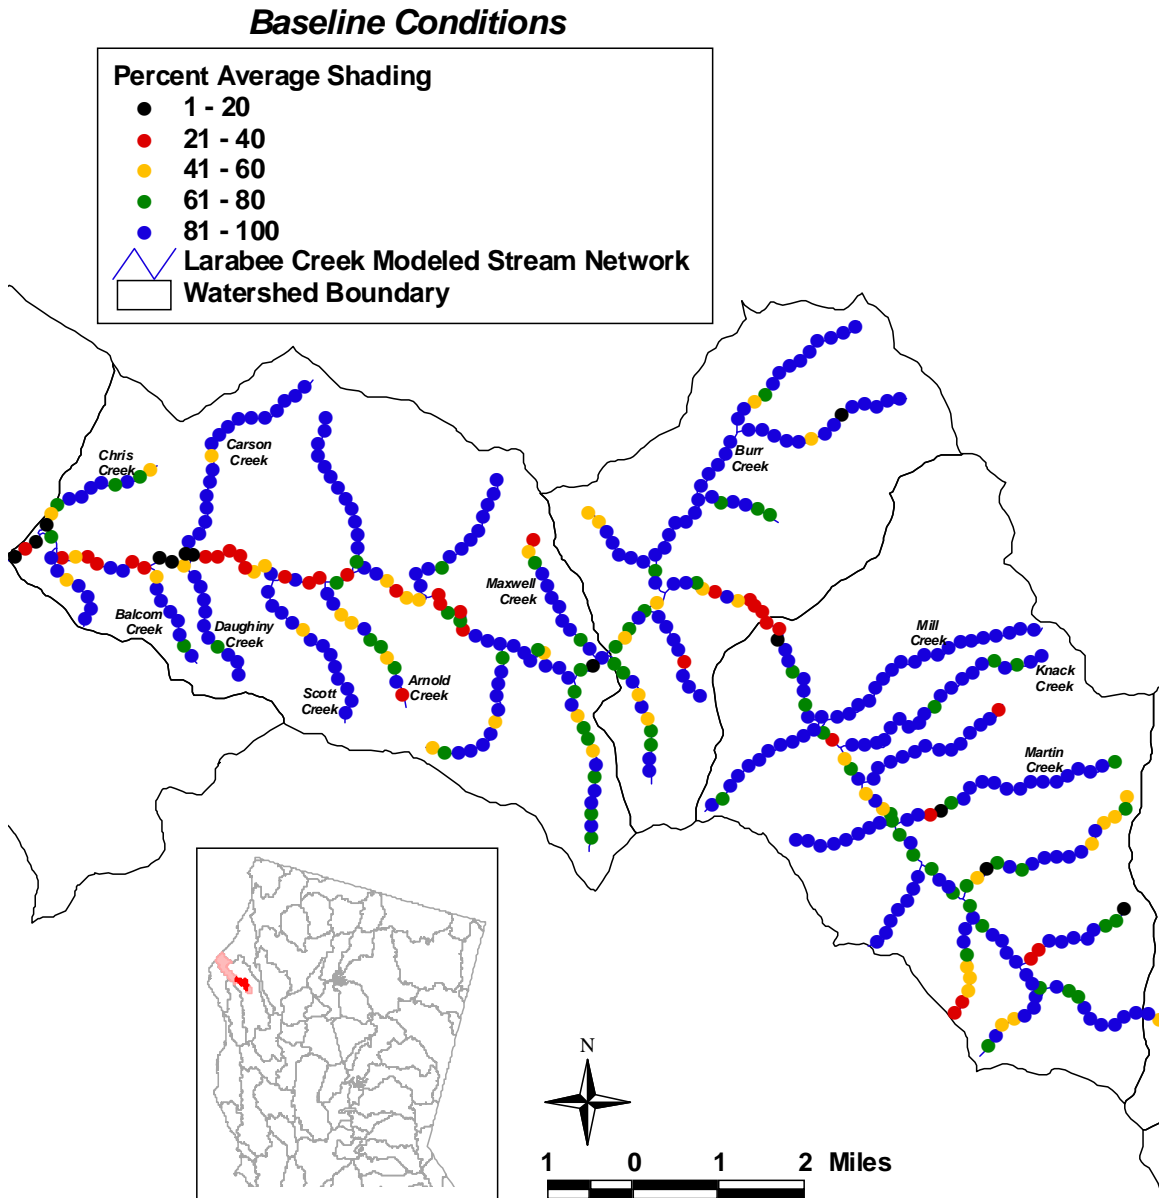 Baseline Conditions
Percent Average Shading
1 - 20
21 - 40
41 - 60
61 - 80
81 - 100
Larabee Creek Modeled Stream Network
Watershed Boundary
Chris
Creek
Carson
Creek
Burr
Creek
Maxwell
Creek
Balcom
Creek
Daughiny
Creek
Scott
Creek
Arnold
Creek
Mill
Creek
Knack
Creek
Martin
Creek
N
1 0 1 2 Miles